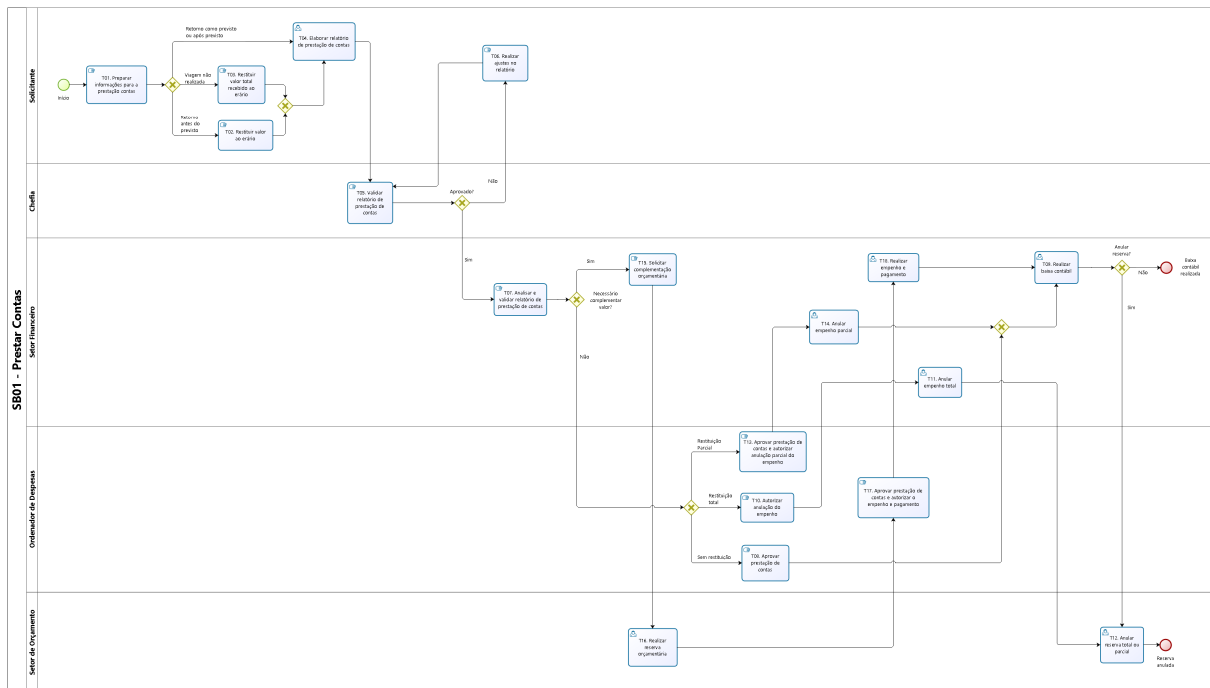 SB01 - Prestar Contas
Solicitante
Início
T01. Preparar
informações para a
prestação contas
Retorno como previsto
ou após previsto
Viagem não
realizada
Retorno
antes do
previsto
T03. Restituir
valor total
recebido ao
erário
T02. Restituir valor
ao erário
T04. Elaborar relatório
de prestação de contas
T06. Realizar
ajustes no
relatório
Chefia
T05. Validar
relatório de
prestação de
contas
Aprovado?
Não
Sim
Setor Financeiro
T07. Analisar e
validar relatório de
prestação de contas
Necessário
complementar
valor?
Sim
Não
T15. Solicitar
complementação
orçamentária
T18. Realizar
empenho e
pagamento
T14. Anular
empenho parcial
T11. Anular
empenho total
T09. Realizar
baixa contábil
Anular
reserva?
Não
Sim
Baixa
contábil
realizada
Ordenador de Despesas
Restituição
Parcial
Restituição
total
Sem restituição
T13. Aprovar prestação de
contas e autorizar
anulação parcial do
empenho
T10. Autorizar
anulação do
empenho
T08. Aprovar
prestação de
contas
T17. Aprovar prestação de
contas e autorizar o
empenho e pagamento
Setor de Orçamento
T16. Realizar
reserva
orçamentária
T12. Anular
reserva total ou
parcial
Reserva
anulada